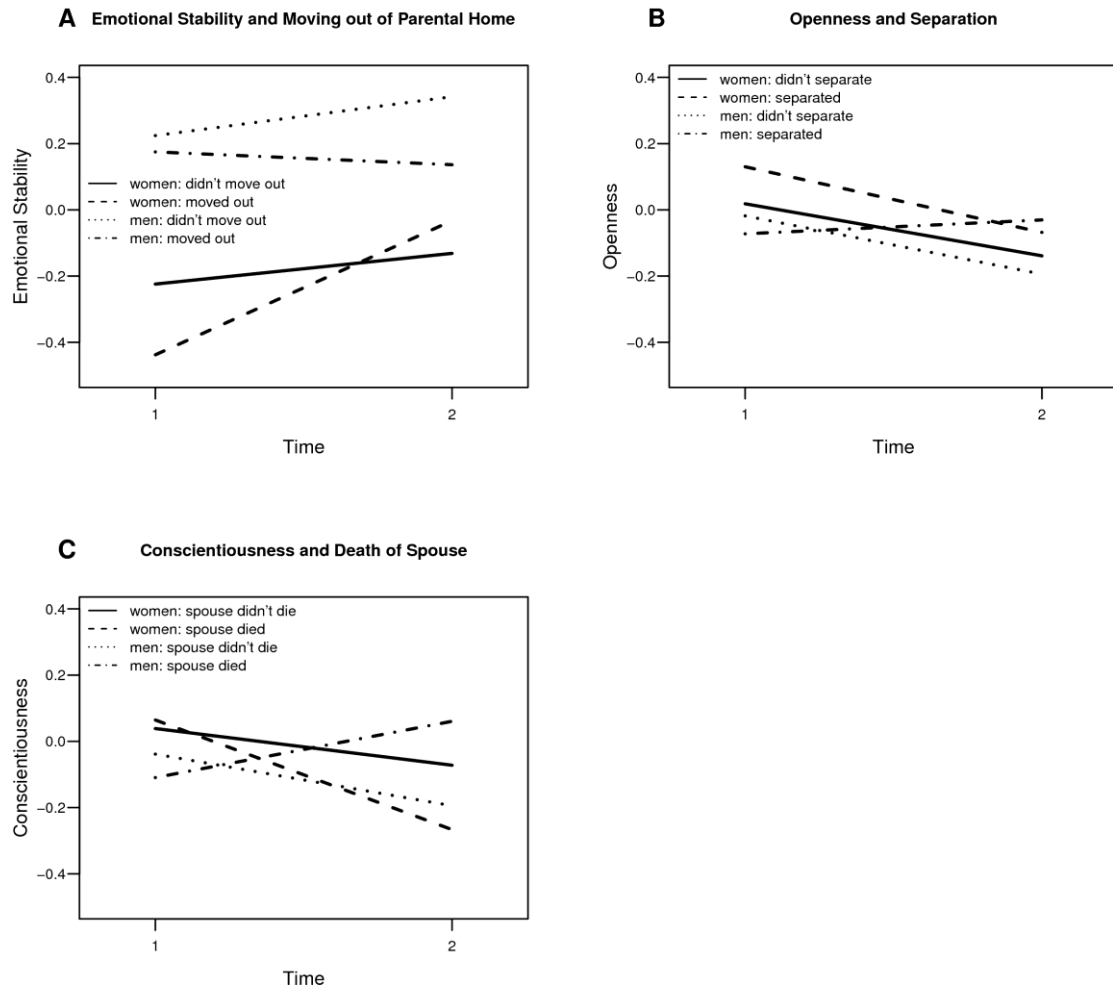 A Emotional Stability and Moving out of Parental Home
0.4
0.2
0.0
−0.2
−0.4
Emotional Stability
women: didn't move out
women: moved out
men: didn't move out
men: moved out
1 2
Time
B Openness and Separation
0.4
0.2
0.0
−0.2
−0.4
Openness
women: didn't separate
women: separated
men: didn't separate
men: separated
1 2
Time
C Conscientiousness and Death of Spouse
0.4
0.2
0.0
−0.2
−0.4
Conscientiousness
women: spouse didn't die
women: spouse died
men: spouse didn't die
men: spouse died
1 2
Time